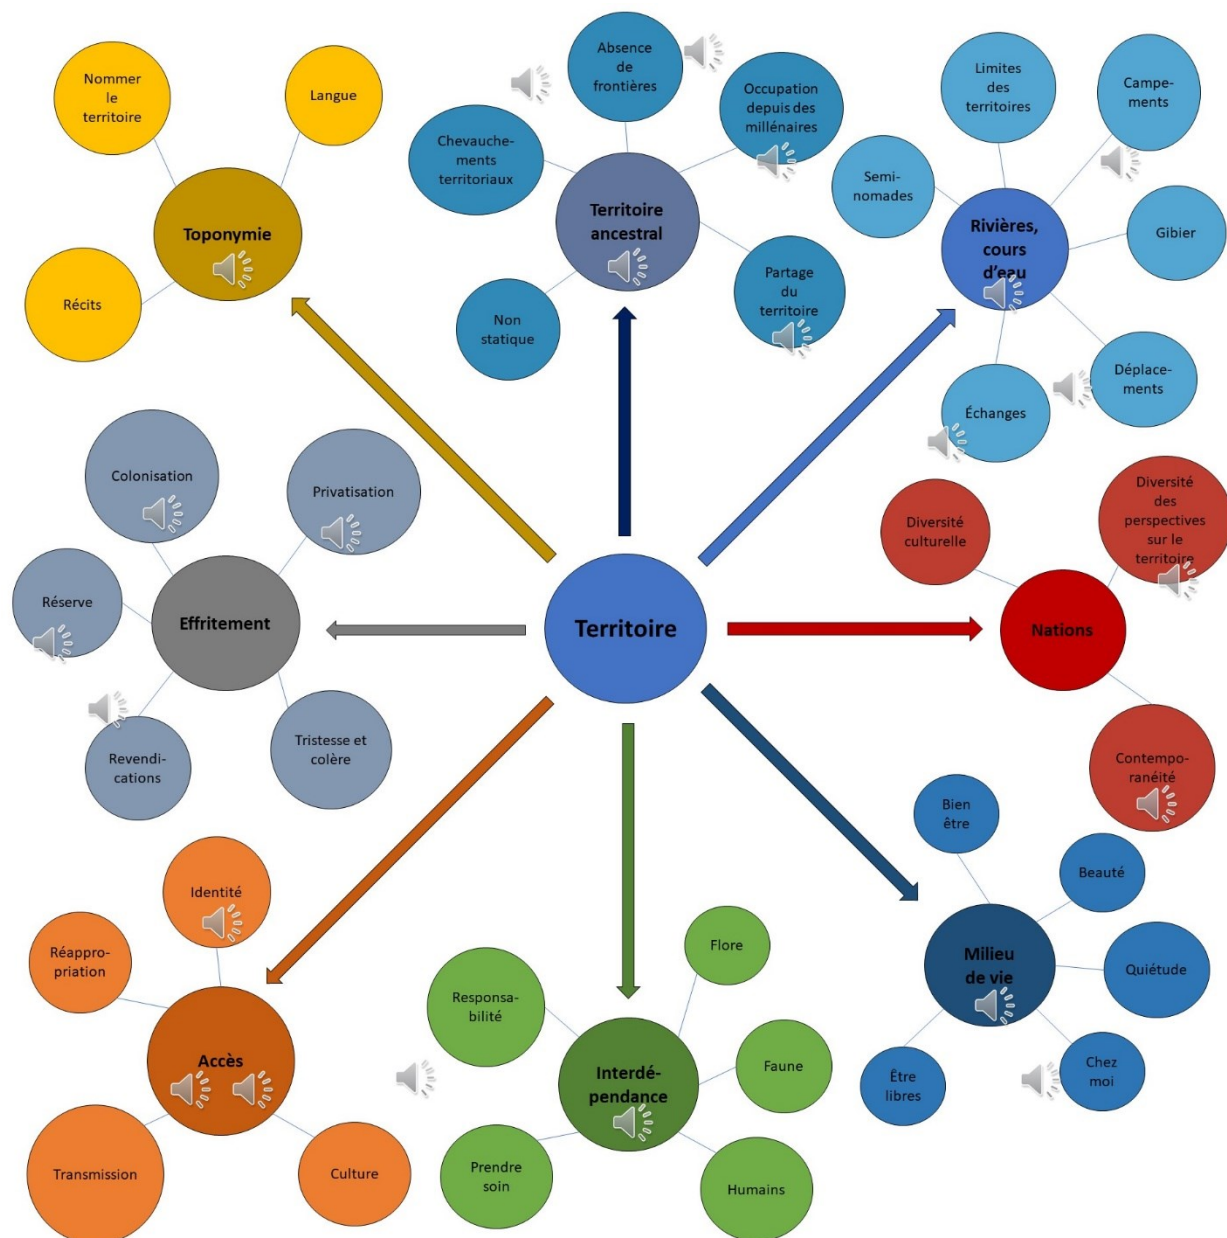 Nommer
le
territoire
Langue
Toponymie
Récits
Absence
de
frontières
Occupation
depuis des
millénaires
Chevauche-
ments
territoriaux
Territoire
ancestral
Partage
du
territoire
Non
statique
Limites
des
territoires
Campe-
ments
Semi-
nomades
Rivières,
cours
d'eau
Gibier
Déplace-
ments
Échanges
Colonisation
Privatisation
Réserve
Effritement
Revendi-
cations
Tristesse et
colère
Territoire
Diversité
culturelle
Diversité
des
perspectives
sur le
territoire
Nations
Contempo-
ranéité
Identité
Réappro-
priation
Accès
Transmission
Culture
Flore
Responsa-
bilité
Interdé-
pendance
Faune
Prendre
soin
Humains
Bien
être
Beauté
Milieu
de vie
Quiétude
Être
libres
Chez
moi